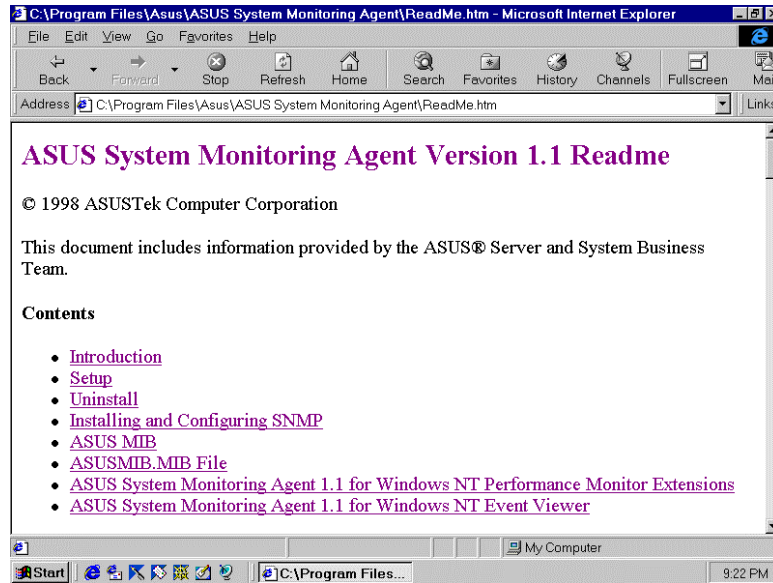 C:\Program Files\Asus\ASUS System Monitoring Agent\ReadMe.htm - Microsoft Internet Explorer
File Edit View Go Favorites Help
Back Forward Stop Refresh Home Search Favorites History Channels Fullscreen
Address C:\Program Files\Asus\ASUS System Monitoring Agent\ReadMe.htm Links
ASUS System Monitoring Agent Version 1.1 Readme
© 1998 ASUSTek Computer Corporation
This document includes information provided by the ASUS® Server and System Business
Team.
Contents
Introduction
Setup
Uninstall
Installing and Configuring SNMP
ASUS MIB
ASUSMIB.MIB File
ASUS System Monitoring Agent 1.1 for Windows NT Performance Monitor Extensions
ASUS System Monitoring Agent 1.1 for Windows NT Event Viewer
My Computer
Start C:\Program Files... 9:22 PM